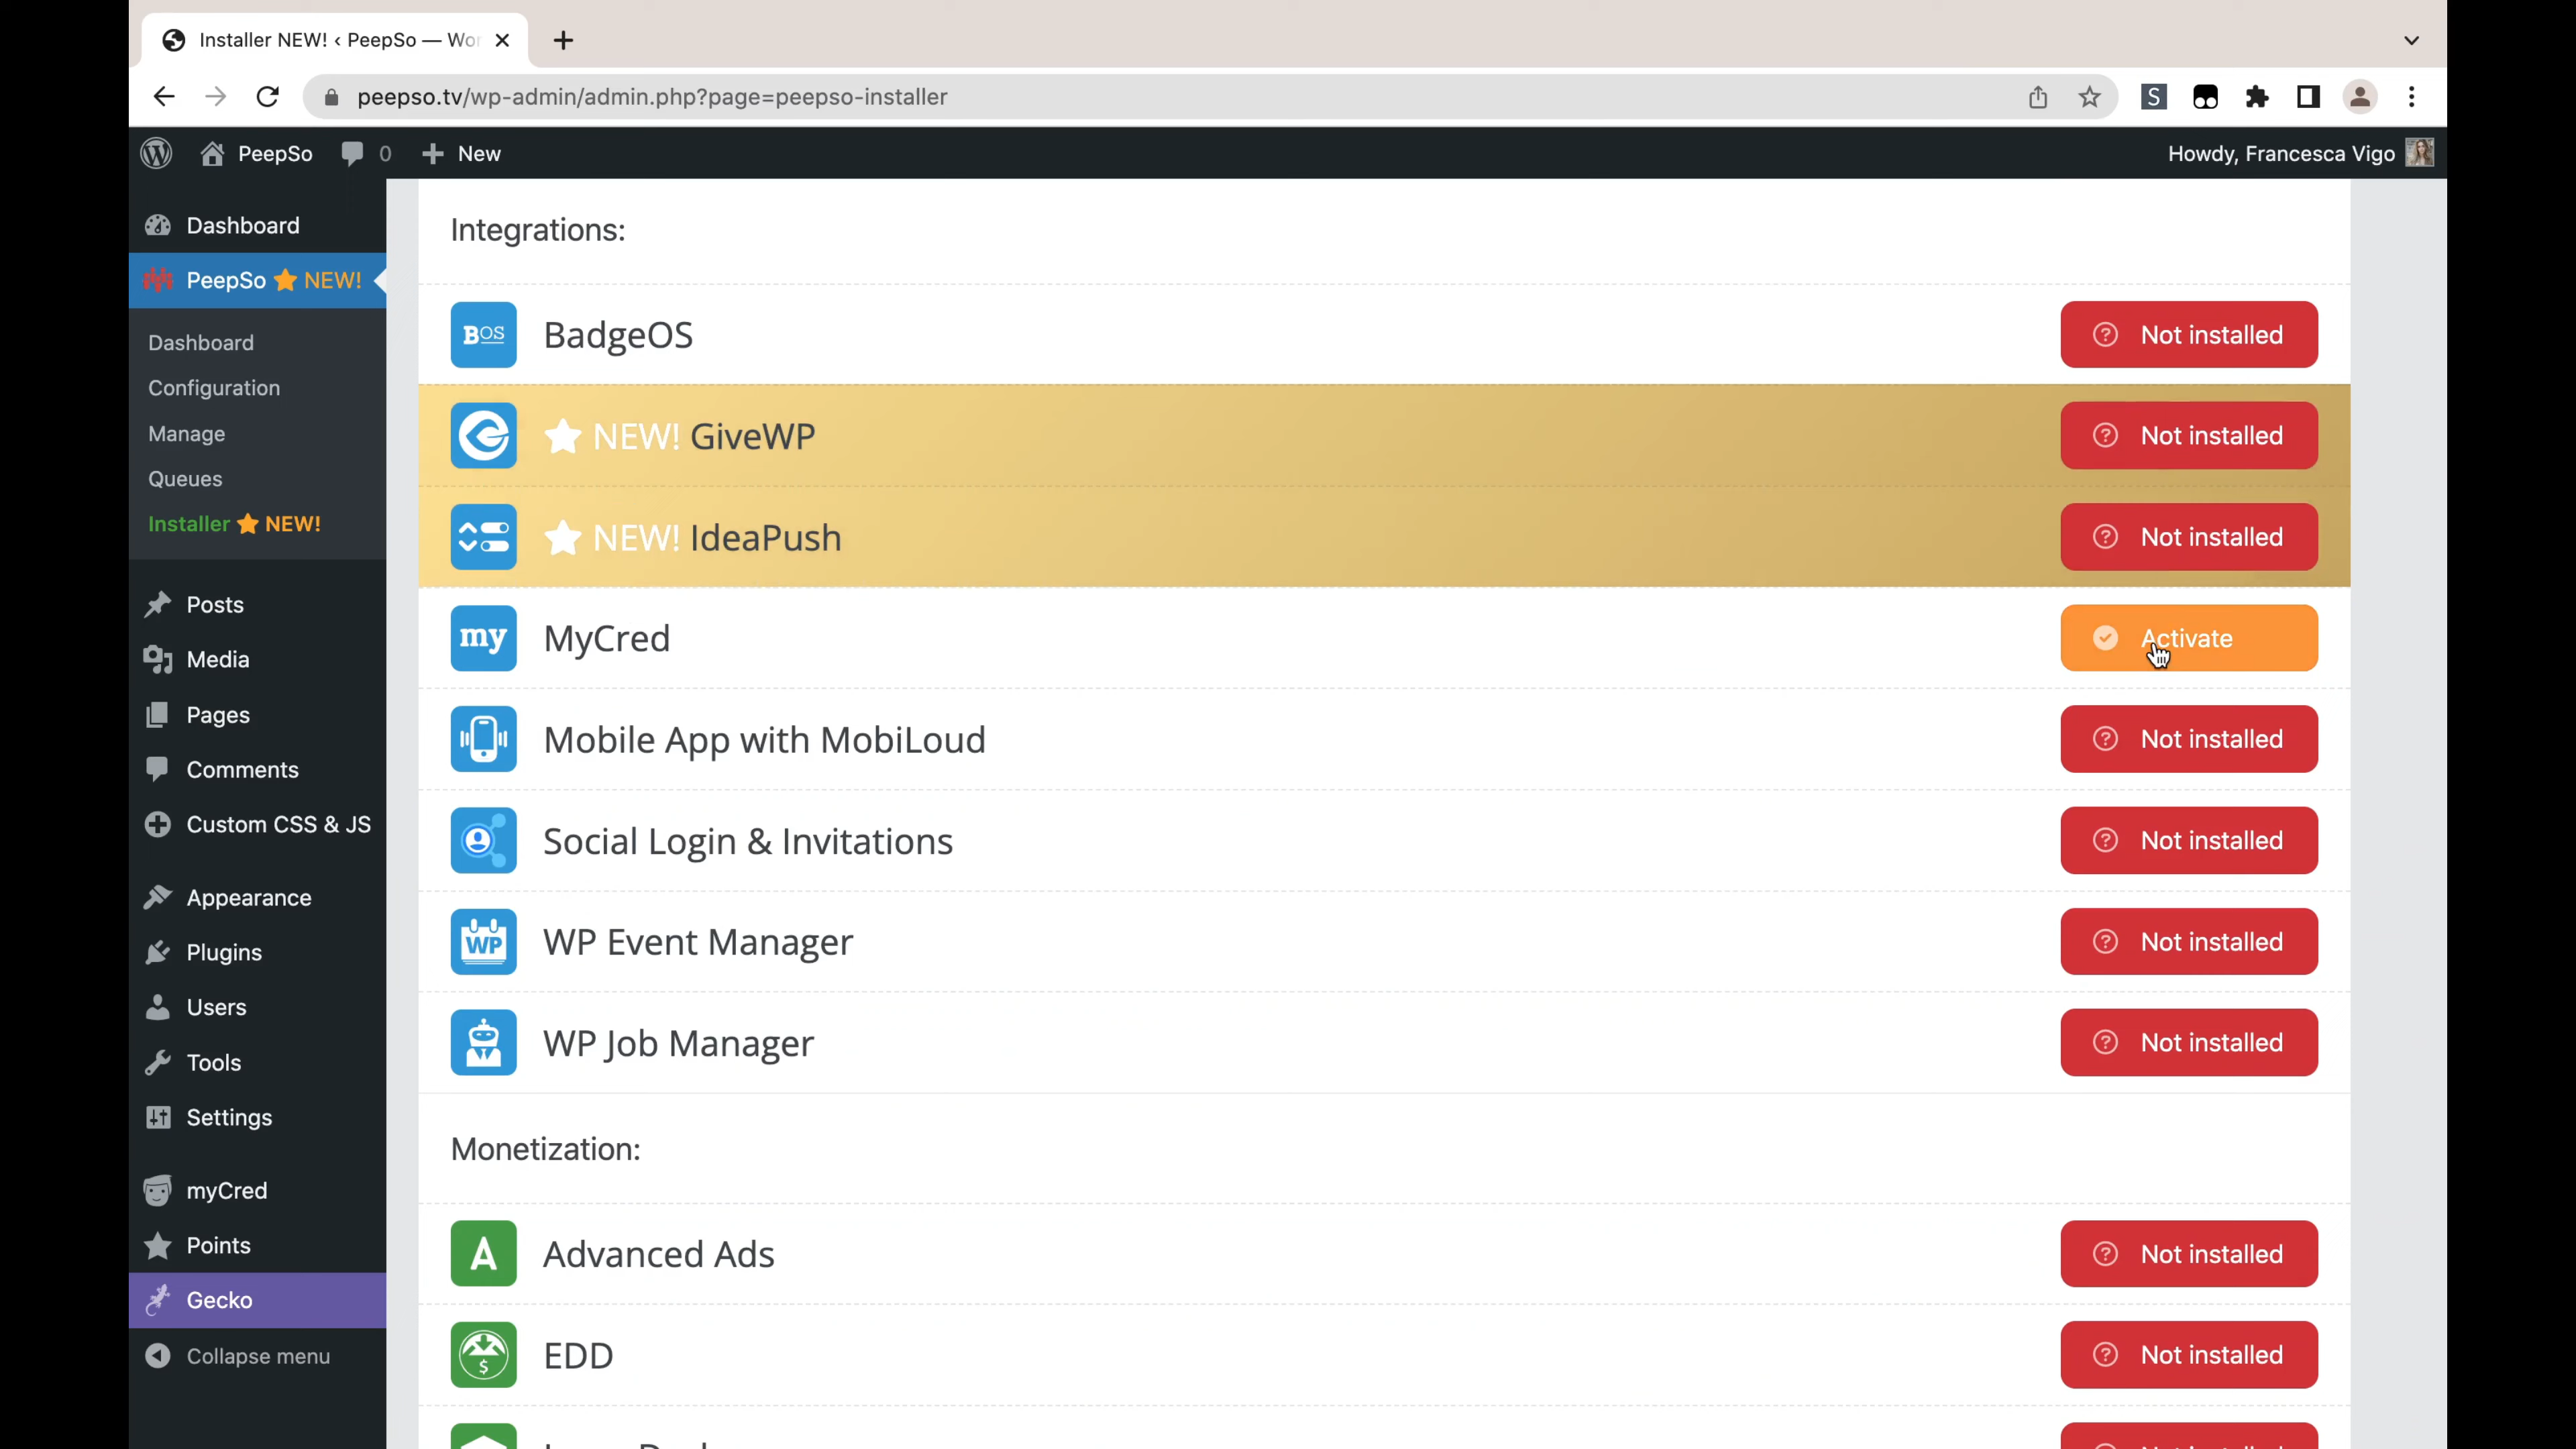 Installer NEW! ‹ PeepSo — Wor
peepso.tv/wp-admin/admin.php?page=peepso-installer
S
PeepSo
0
New
Howdy, Francesca Vigo
Dashboard
PeepSo NEW!
Dashboard
Configuration
Manage
Queues
Installer NEW!
Posts
Media
Pages
Comments
Custom CSS & JS
Appearance
Plugins
Users
Tools
Settings
myCred
Points
Gecko
Collapse menu
Integrations:
BOS BadgeOS Not installed
NEW! GiveWP Not installed
NEW! IdeaPush Not installed
my MyCred Activate
Mobile App with MobiLoud Not installed
Social Login & Invitations Not installed
WP WP Event Manager Not installed
WP Job Manager Not installed
Monetization:
A Advanced Ads Not installed
$ EDD Not installed